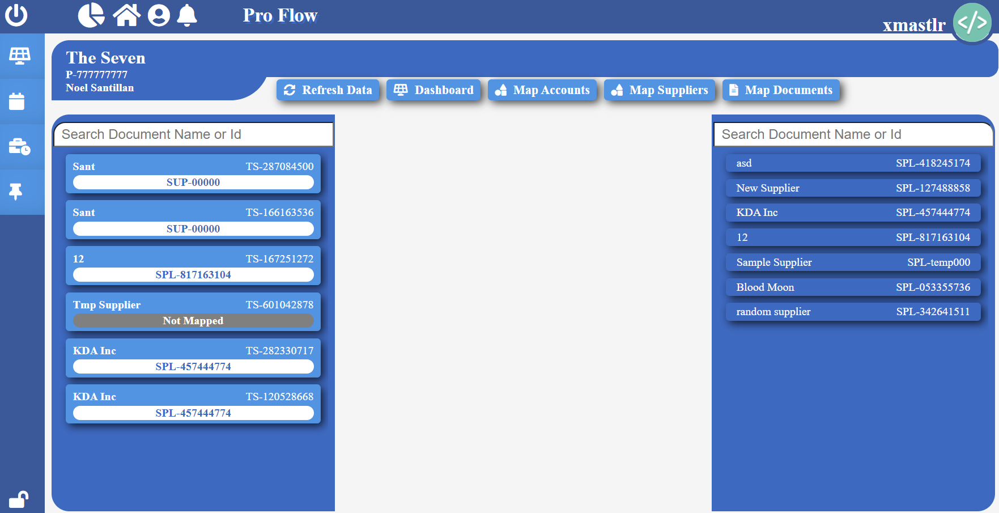 Pro Flow
xmastlr
</>
The Seven
P-777777777
Noel Santillan
Refresh Data
Dashboard
Map Accounts
Map Suppliers
Map Documents
Search Document Name or Id
Sant TS-287084500
SUP-00000
Sant TS-166163536
SUP-00000
12 TS-167251272
SPL-817163104
Tmp Supplier TS-601042878
Not Mapped
KDA Inc TS-282330717
SPL-457444774
KDA Inc TS-120528668
SPL-457444774
Search Document Name or Id
asd SPL-418245174
New Supplier SPL-127488858
KDA Inc SPL-457444774
12 SPL-817163104
Sample Supplier SPL-temp000
Blood Moon SPL-053355736
random supplier SPL-342641511